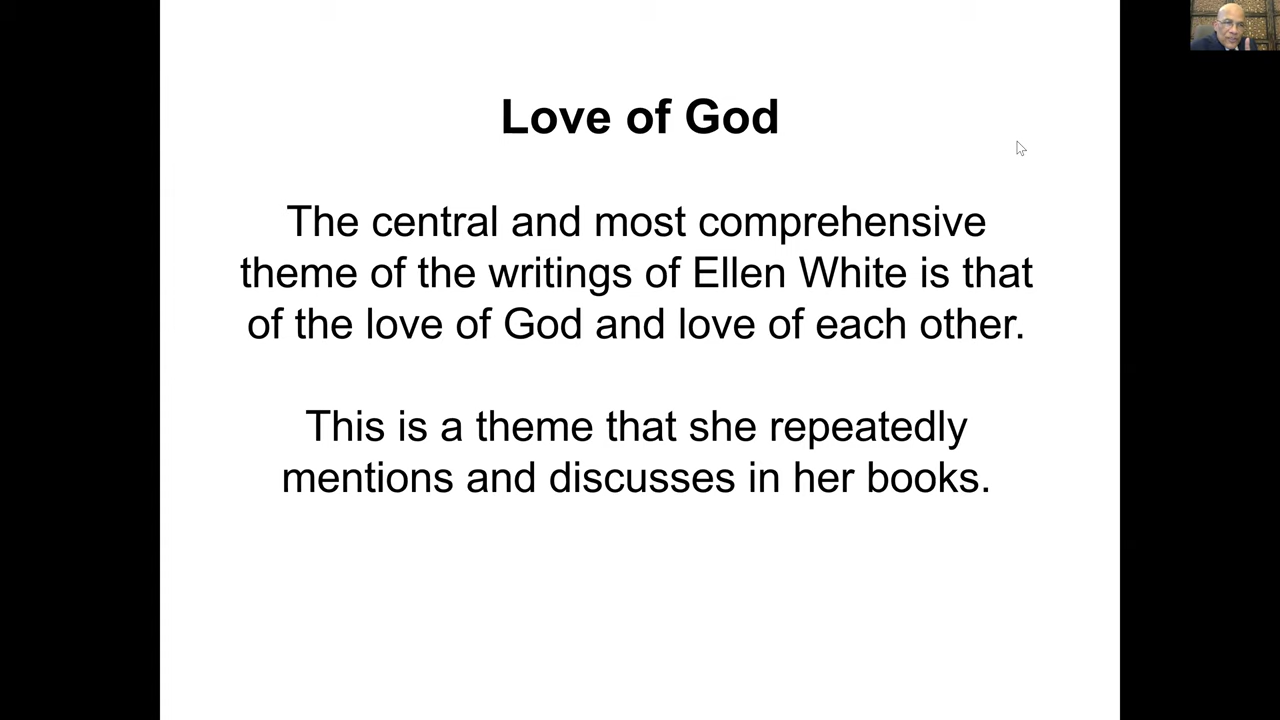 Love of God
The central and most comprehensive
theme of the writings of Ellen White is that
of the love of God and love of each other.
This is a theme that she repeatedly
mentions and discusses in her books.